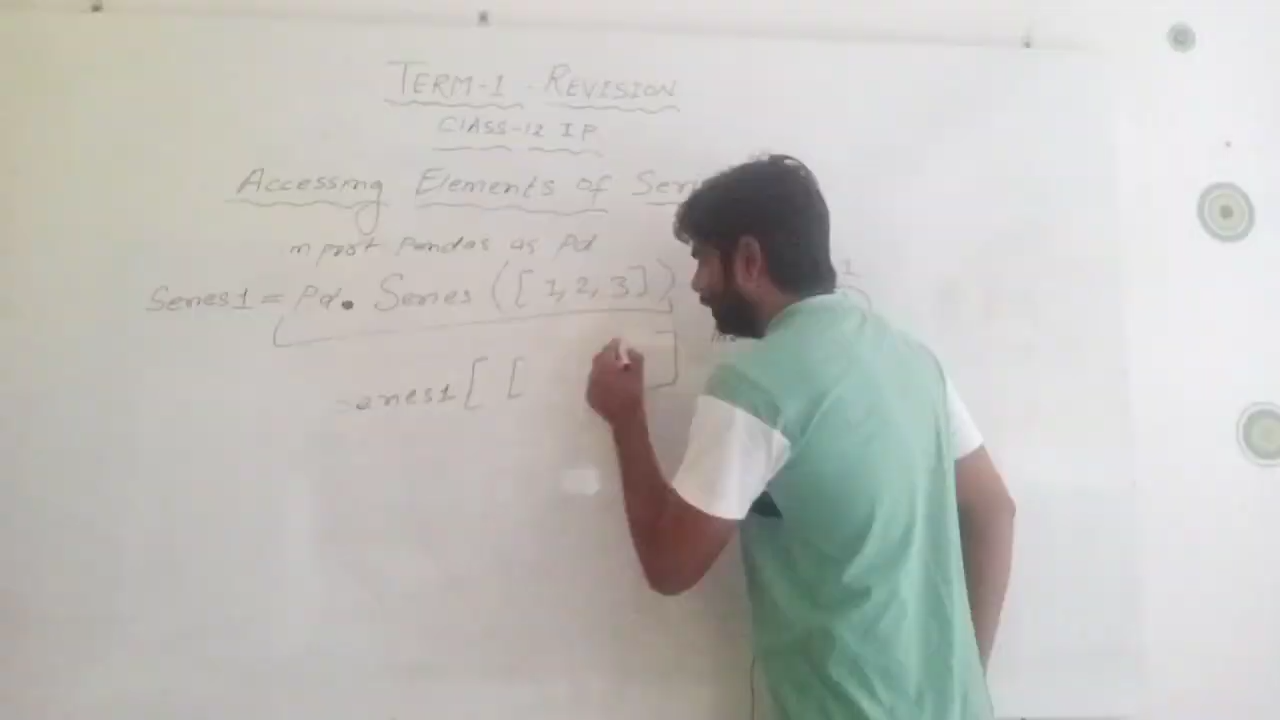 TERM-1 - REVISION
CLASS-12 IP
Accessing Elements of Ser
mport Pandas as Pd
Series1 = Pd. Series ([1,2,3])
eries1 [ [ ]